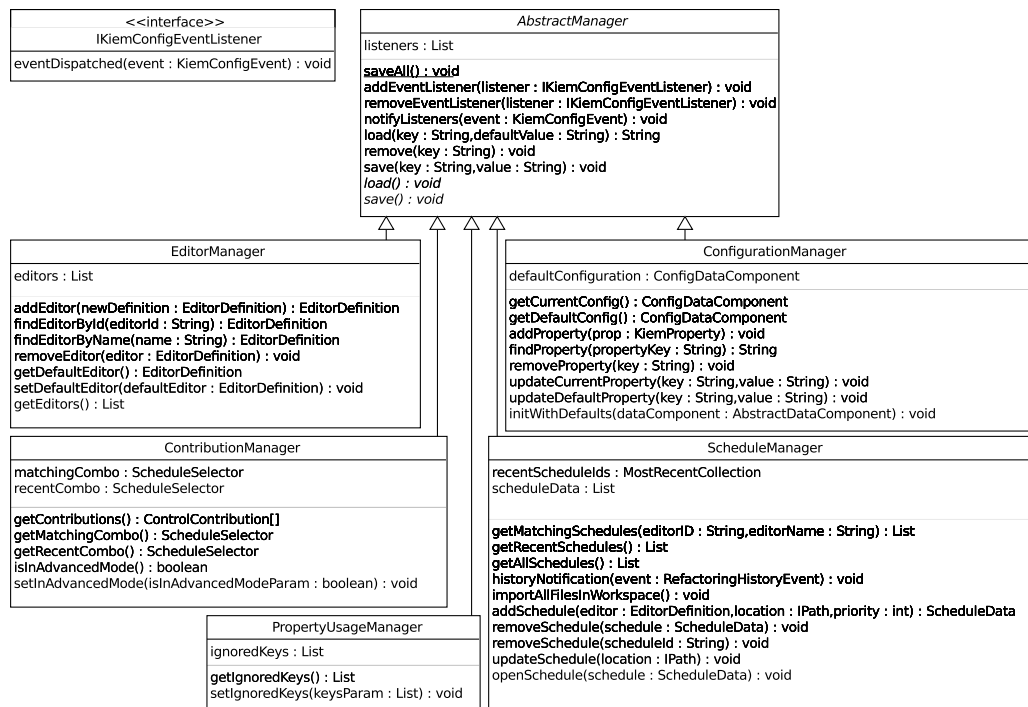 <<interface>>
IKiemConfigEventListener
eventDispatched(event : KiemConfigEvent) : void
AbstractManager
listeners : List
saveAll() : void
addEventListener(listener : IKiemConfigEventListener) : void
removeEventListener(listener : IKiemConfigEventListener) : void
notifyListeners(event : KiemConfigEvent) : void
load(key : String,defaultValue : String) : String
remove(key : String) : void
save(key : String,value : String) : void
load() : void
save() : void
EditorManager
editors : List
addEditor(newDefinition : EditorDefinition) : EditorDefinition
findEditorById(editorId : String) : EditorDefinition
findEditorByName(name : String) : EditorDefinition
removeEditor(editor : EditorDefinition) : void
getDefaultEditor() : EditorDefinition
setDefaultEditor(defaultEditor : EditorDefinition) : void
getEditors() : List
ConfigurationManager
defaultConfiguration : ConfigDataComponent
getCurrentConfig() : ConfigDataComponent
getDefaultConfig() : ConfigDataComponent
addProperty(prop : KiemProperty) : void
findProperty(propertyKey : String) : String
removeProperty(key : String) : void
updateCurrentProperty(key : String,value : String) : void
updateDefaultProperty(key : String,value : String) : void
initWithDefaults(dataComponent : AbstractDataComponent) : void
ContributionManager
matchingCombo : ScheduleSelector
recentCombo : ScheduleSelector
getContributions() : ControlContribution[]
getMatchingCombo() : ScheduleSelector
getRecentCombo() : ScheduleSelector
isInAdvancedMode() : boolean
setInAdvancedMode(isInAdvancedModeParam : boolean) : void
ScheduleManager
recentScheduleIds : MostRecentCollection
scheduleData : List
getMatchingSchedules(editorID : String,editorName : String) : List
getRecentSchedules() : List
getAllSchedules() : List
historyNotification(event : RefactoringHistoryEvent) : void
importAllFilesInWorkspace() : void
addSchedule(editor : EditorDefinition,location : IPath,priority : int) : ScheduleData
removeSchedule(schedule : ScheduleData) : void
removeSchedule(scheduleId : String) : void
updateSchedule(location : IPath) : void
openSchedule(schedule : ScheduleData) : void
PropertyUsageManager
ignoredKeys : List
getIgnoredKeys() : List
setIgnoredKeys(keysParam : List) : void